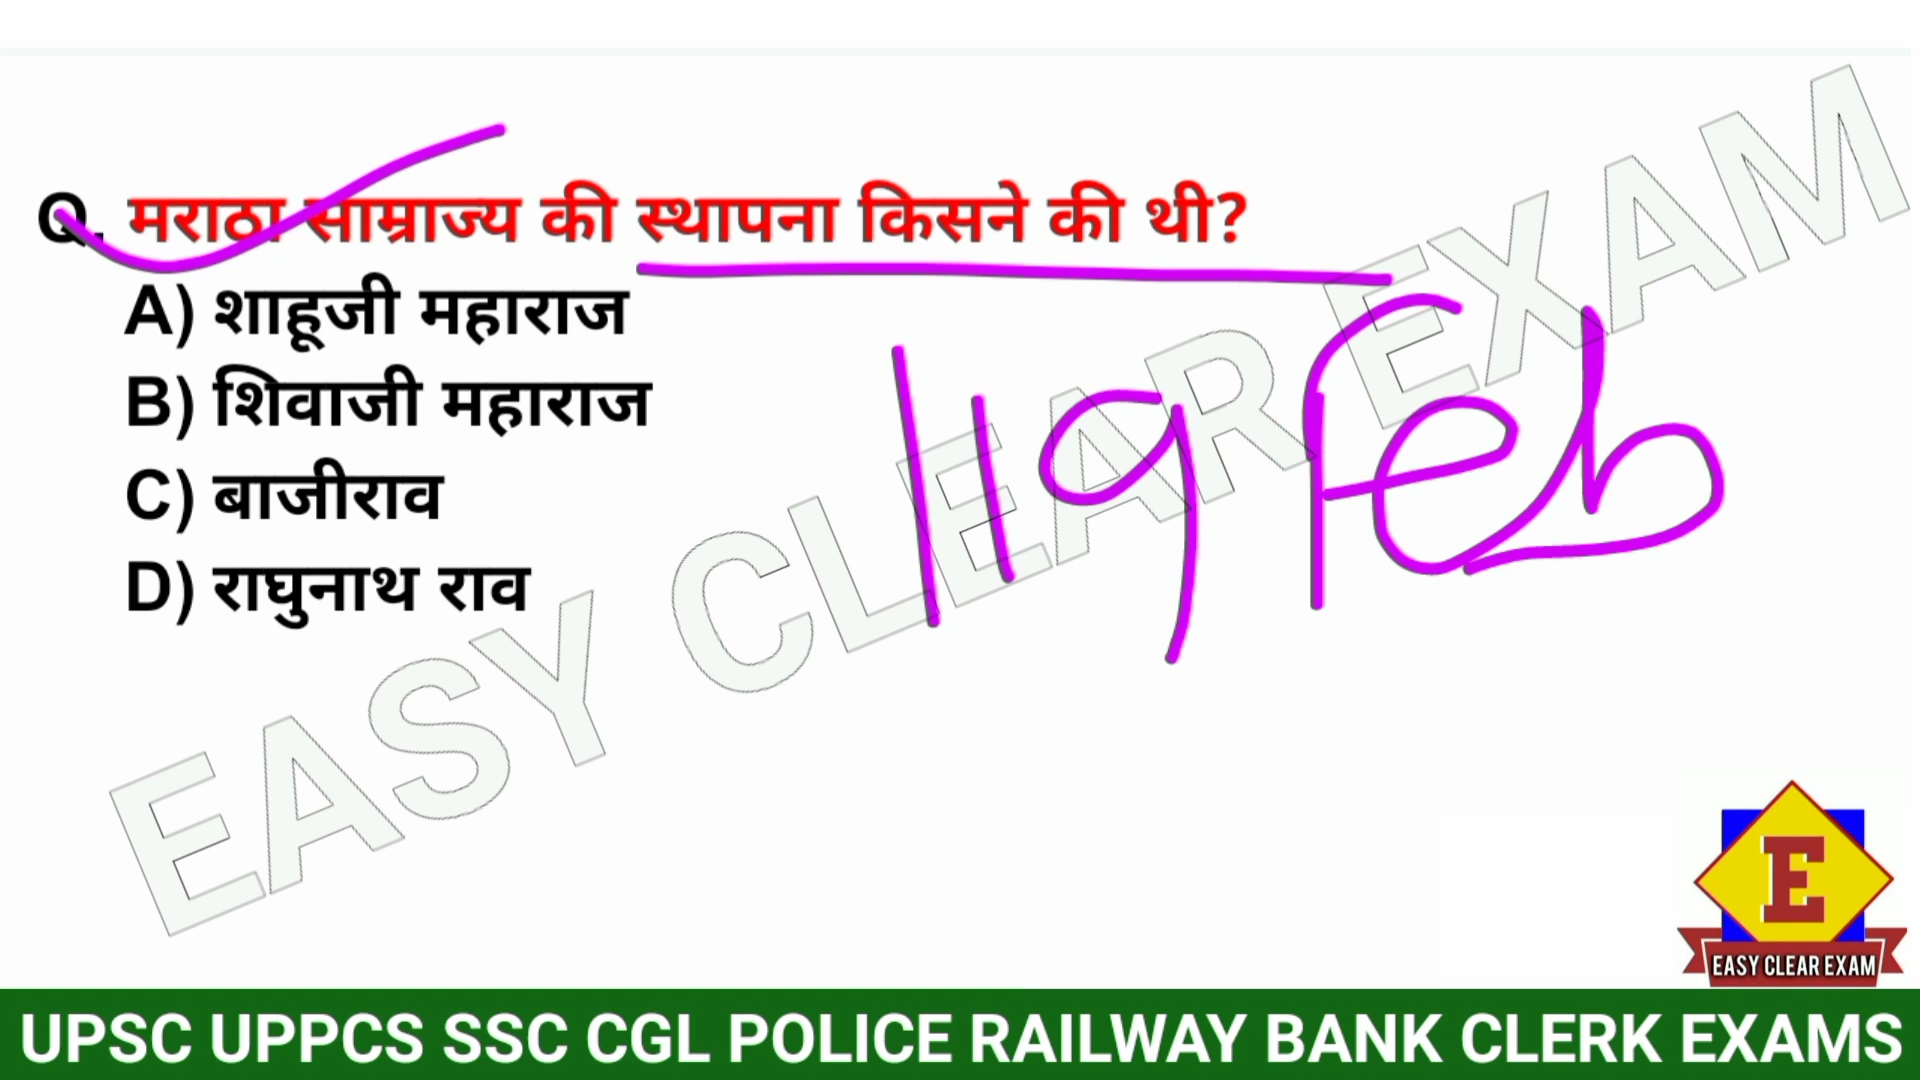 Q. मराठा साम्राज्य की स्थापना किसने की थी?
A) शाहूजी महाराज
B) शिवाजी महाराज
C) बाजीराव
D) राघुनाथ राव
19 Feb
EASY CLEAR EXAM
E
EASY CLEAR EXAM
UPSC UPPCS SSC CGL POLICE RAILWAY BANK CLERK EXAMS